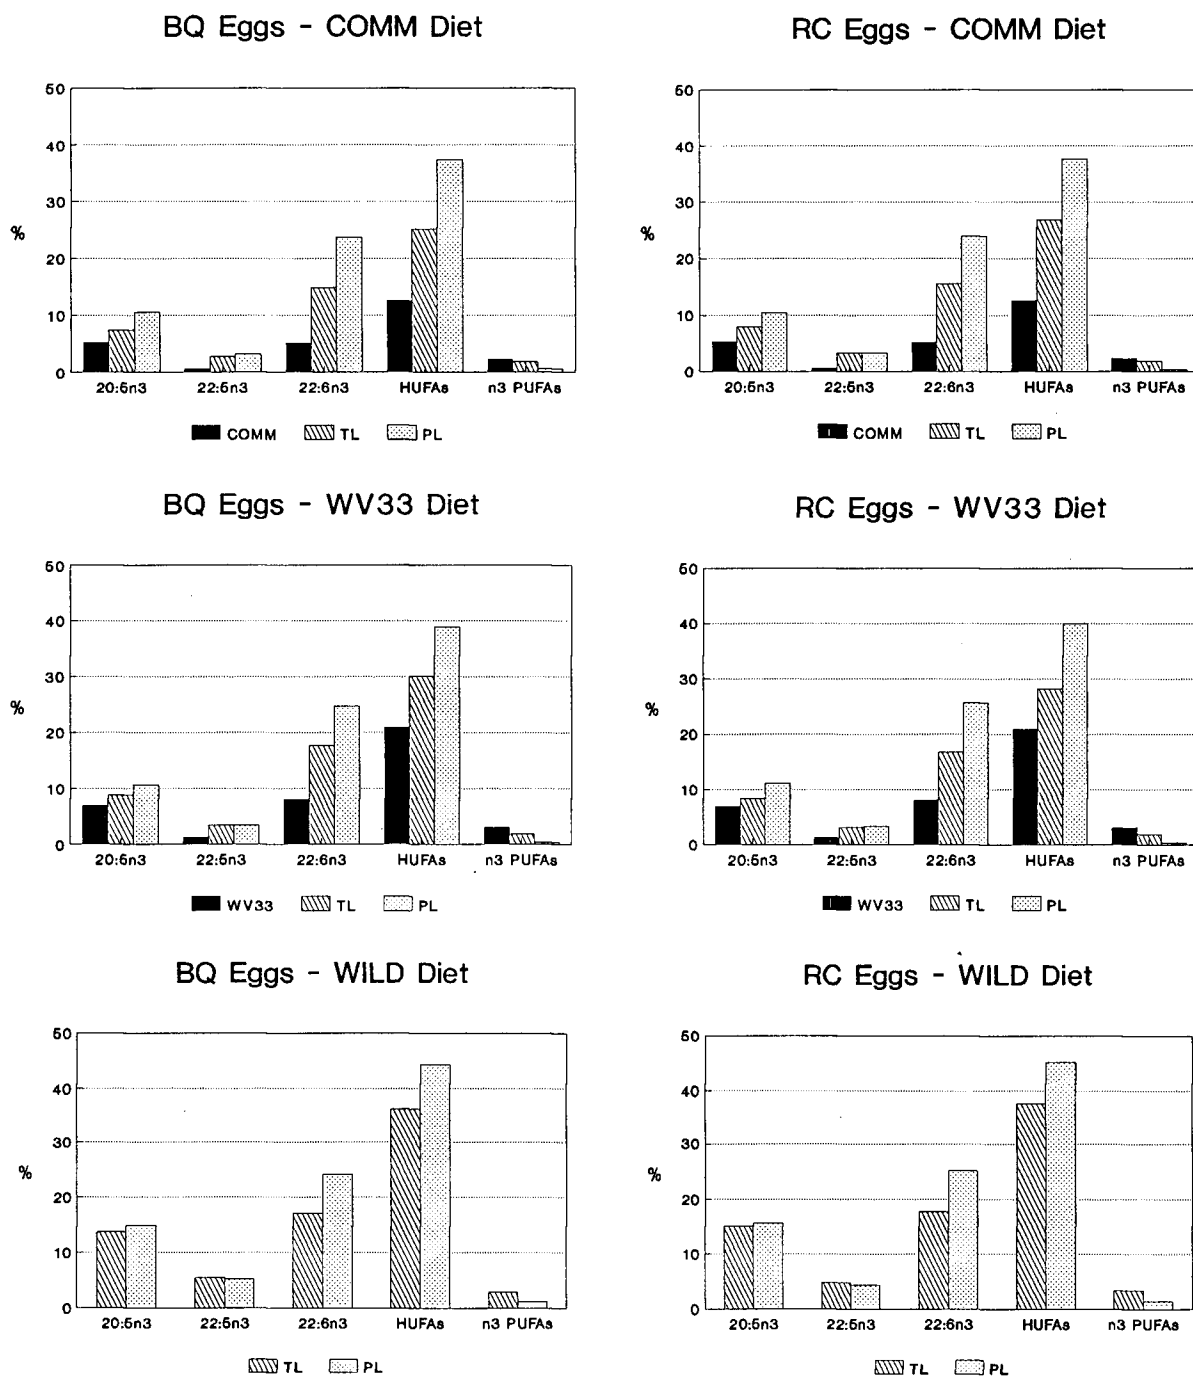 BQ Eggs - COMM Diet
50
40
30
%
20
10
0
20:5n3 22:5n3 22:6n3 HUFAs n3 PUFAs
COMM TL PL
RC Eggs - COMM Diet
50
40
30
%
20
10
0
20:5n3 22:5n3 22:6n3 HUFAs n3 PUFAs
COMM TL PL
BQ Eggs - WV33 Diet
50
40
30
%
20
10
0
20:5n3 22:5n3 22:6n3 HUFAs n3 PUFAs
WV33 TL PL
RC Eggs - WV33 Diet
50
40
30
%
20
10
0
20:5n3 22:5n3 22:6n3 HUFAs n3 PUFAs
WV33 TL PL
BQ Eggs - WILD Diet
50
40
30
%
20
10
0
20:5n3 22:5n3 22:6n3 HUFAs n3 PUFAs
TL PL
RC Eggs - WILD Diet
50
40
30
%
20
10
0
20:5n3 22:5n3 22:6n3 HUFAs n3 PUFAs
TL PL